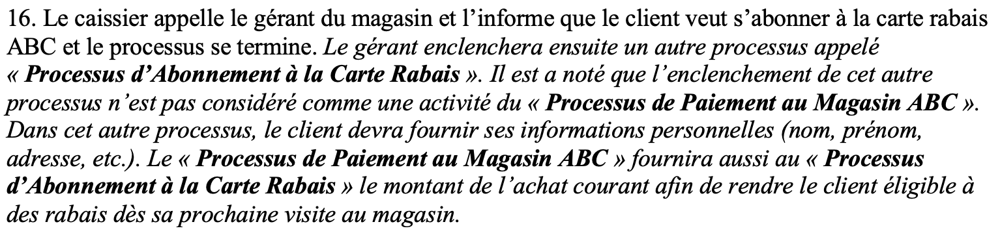 16. Le caissier appelle le gérant du magasin et l’informe que le client veut s’abonner à la carte rabais
ABC et le processus se termine. Le gérant enclenchera ensuite un autre processus appelé
« Processus d’Abonnement à la Carte Rabais ». Il est a noté que l’enclenchement de cet autre
processus n’est pas considéré comme une activité du « Processus de Paiement au Magasin ABC ».
Dans cet autre processus, le client devra fournir ses informations personnelles (nom, prénom,
adresse, etc.). Le « Processus de Paiement au Magasin ABC » fournira aussi au « Processus
d’Abonnement à la Carte Rabais » le montant de l’achat courant afin de rendre le client éligible à
des rabais dès sa prochaine visite au magasin.